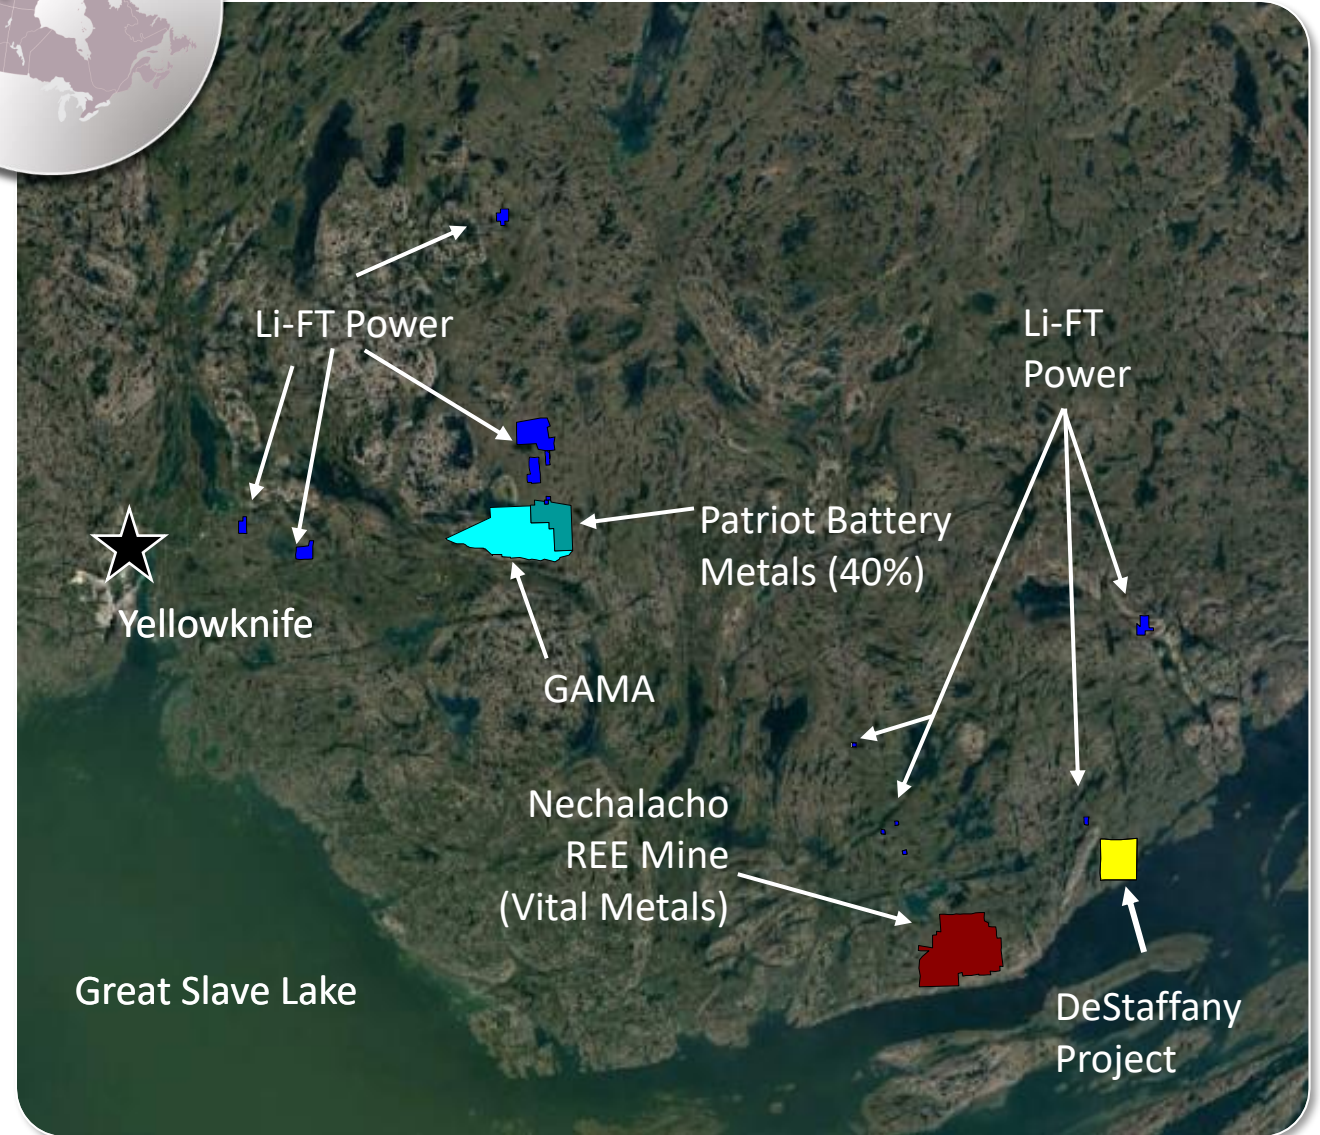 Li-FT Power
Li-FT
Power
Patriot Battery
Metals (40%)
Yellowknife
GAMA
Nechalacho
REE Mine
(Vital Metals)
Great Slave Lake
DeStaffany
Project